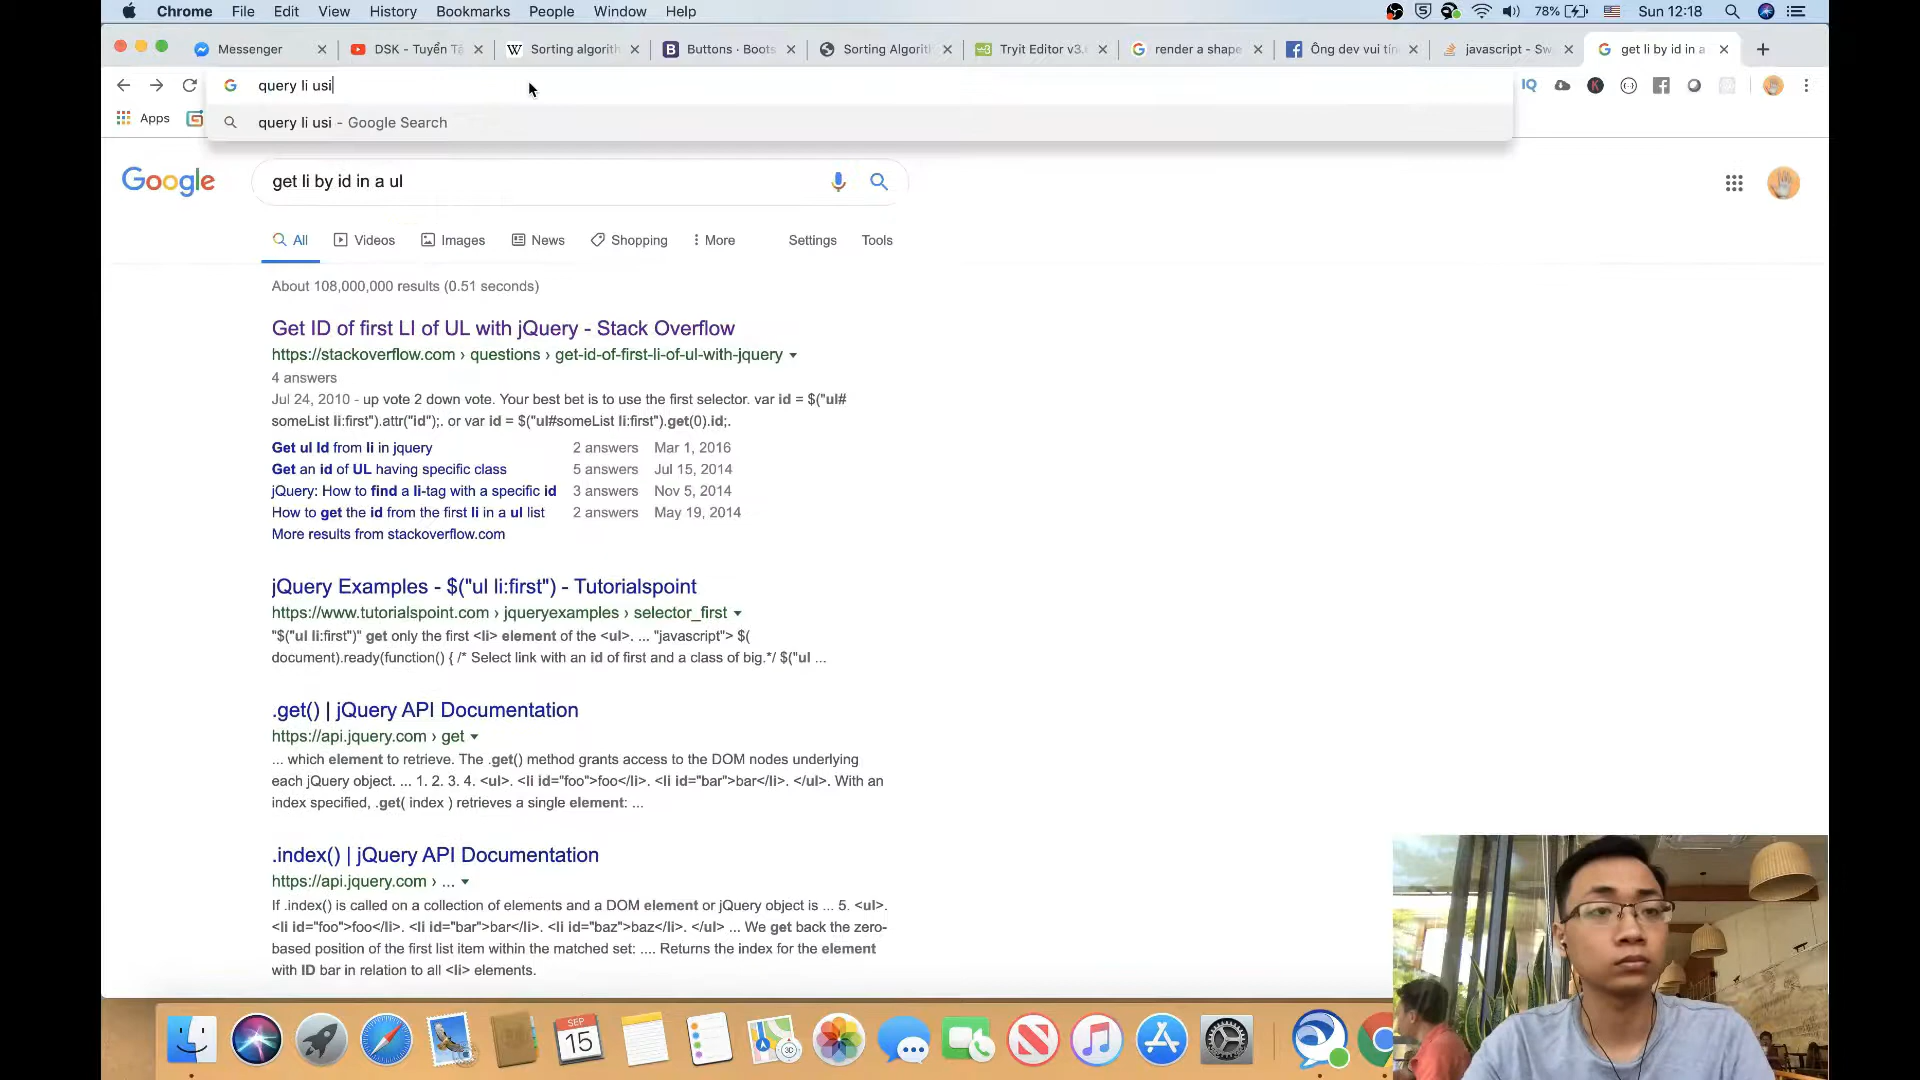 Chrome File Edit View History Bookmarks People Window Help 78% Sun 12:18
Messenger DSK - Tuyển Tậ Sorting algorith Buttons · Boots Sorting Algorit Tryit Editor v3. render a shape Ông dev vui tín javascript - Sw get li by id in a
query li usi
IQ
Apps
query li usi - Google Search
Google
get li by id in a ul
All Videos Images News Shopping More Settings Tools
About 108,000,000 results (0.51 seconds)
Get ID of first LI of UL with jQuery - Stack Overflow
https://stackoverflow.com › questions › get-id-of-first-li-of-ul-with-jquery
4 answers
Jul 24, 2010 - up vote 2 down vote. Your best bet is to use the first selector. var id = $("ul#
someList li:first").attr("id");. or var id = $("ul#someList li:first").get(0).id;.
Get ul Id from li in jquery 2 answers Mar 1, 2016
Get an id of UL having specific class 5 answers Jul 15, 2014
jQuery: How to find a li-tag with a specific id 3 answers Nov 5, 2014
How to get the id from the first li in a ul list 2 answers May 19, 2014
More results from stackoverflow.com
jQuery Examples - $("ul li:first") - Tutorialspoint
https://www.tutorialspoint.com › jqueryexamples › selector_first
"$("ul li:first")" get only the first <li> element of the <ul>. ... "javascript"> $(
document).ready(function() { /* Select link with an id of first and a class of big.*/ $("ul ...
.get() | jQuery API Documentation
https://api.jquery.com › get
... which element to retrieve. The .get() method grants access to the DOM nodes underlying
each jQuery object. ... 1. 2. 3. 4. <ul>. <li id="foo">foo</li>. <li id="bar">bar</li>. </ul>. With an
index specified, .get( index ) retrieves a single element: ...
.index() | jQuery API Documentation
https://api.jquery.com › ...
If .index() is called on a collection of elements and a DOM element or jQuery object is ... 5. <ul>.
<li id="foo">foo</li>. <li id="bar">bar</li>. <li id="baz">baz</li>. </ul> ... We get back the zero-
based position of the first list item within the matched set: .... Returns the index for the element
with ID bar in relation to all <li> elements.
SEP
15
3D